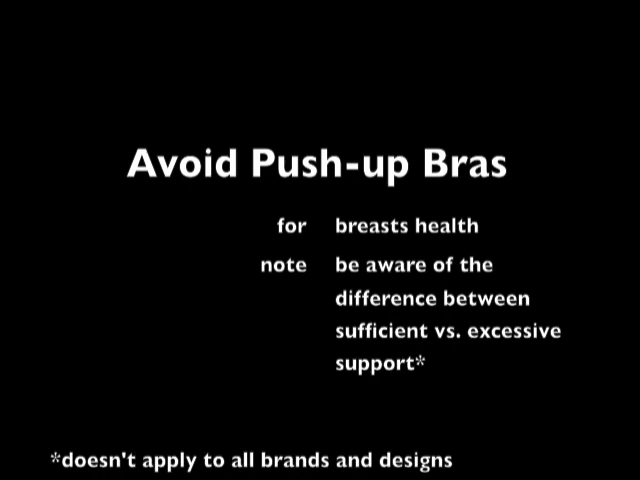 Avoid Push-up Bras
for breasts health
note be aware of the
difference between
sufficient vs. excessive
support*
*doesn't apply to all brands and designs